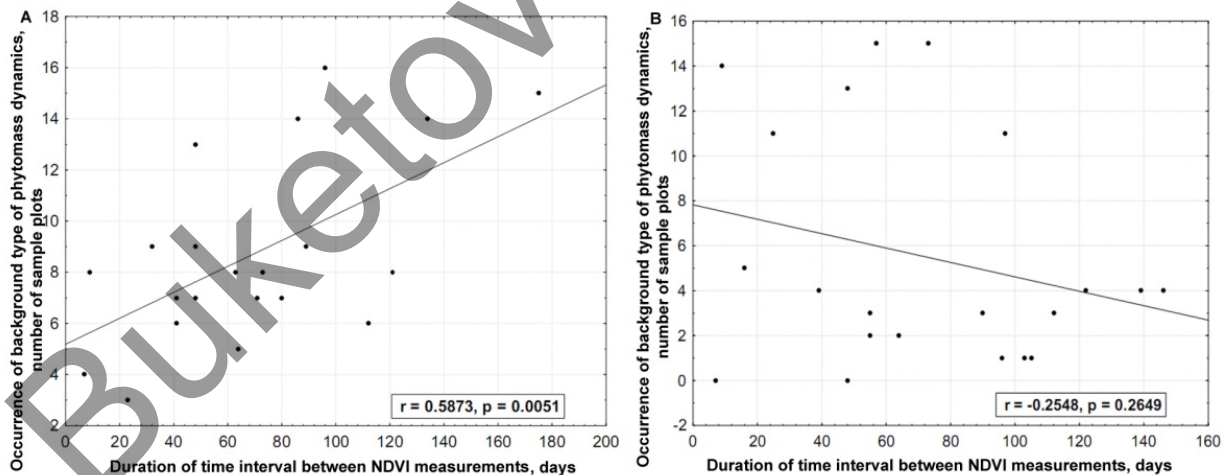 A
Occurrence of background type of phytomass dynamics,
number of sample plots
18
16
14
12
10
8
6
4
2
0 20 40 60 80 100 120 140 160 180 200
Duration of time interval between NDVI measurements, days
r = 0.5873, p = 0.0051
B
Occurrence of background type of phytomass dynamics,
number of sample plots
16
14
12
10
8
6
4
2
0
-2
0 20 40 60 80 100 120 140 160
Duration of time interval between NDVI measurements, days
r = -0.2548, p = 0.2649
Buketov